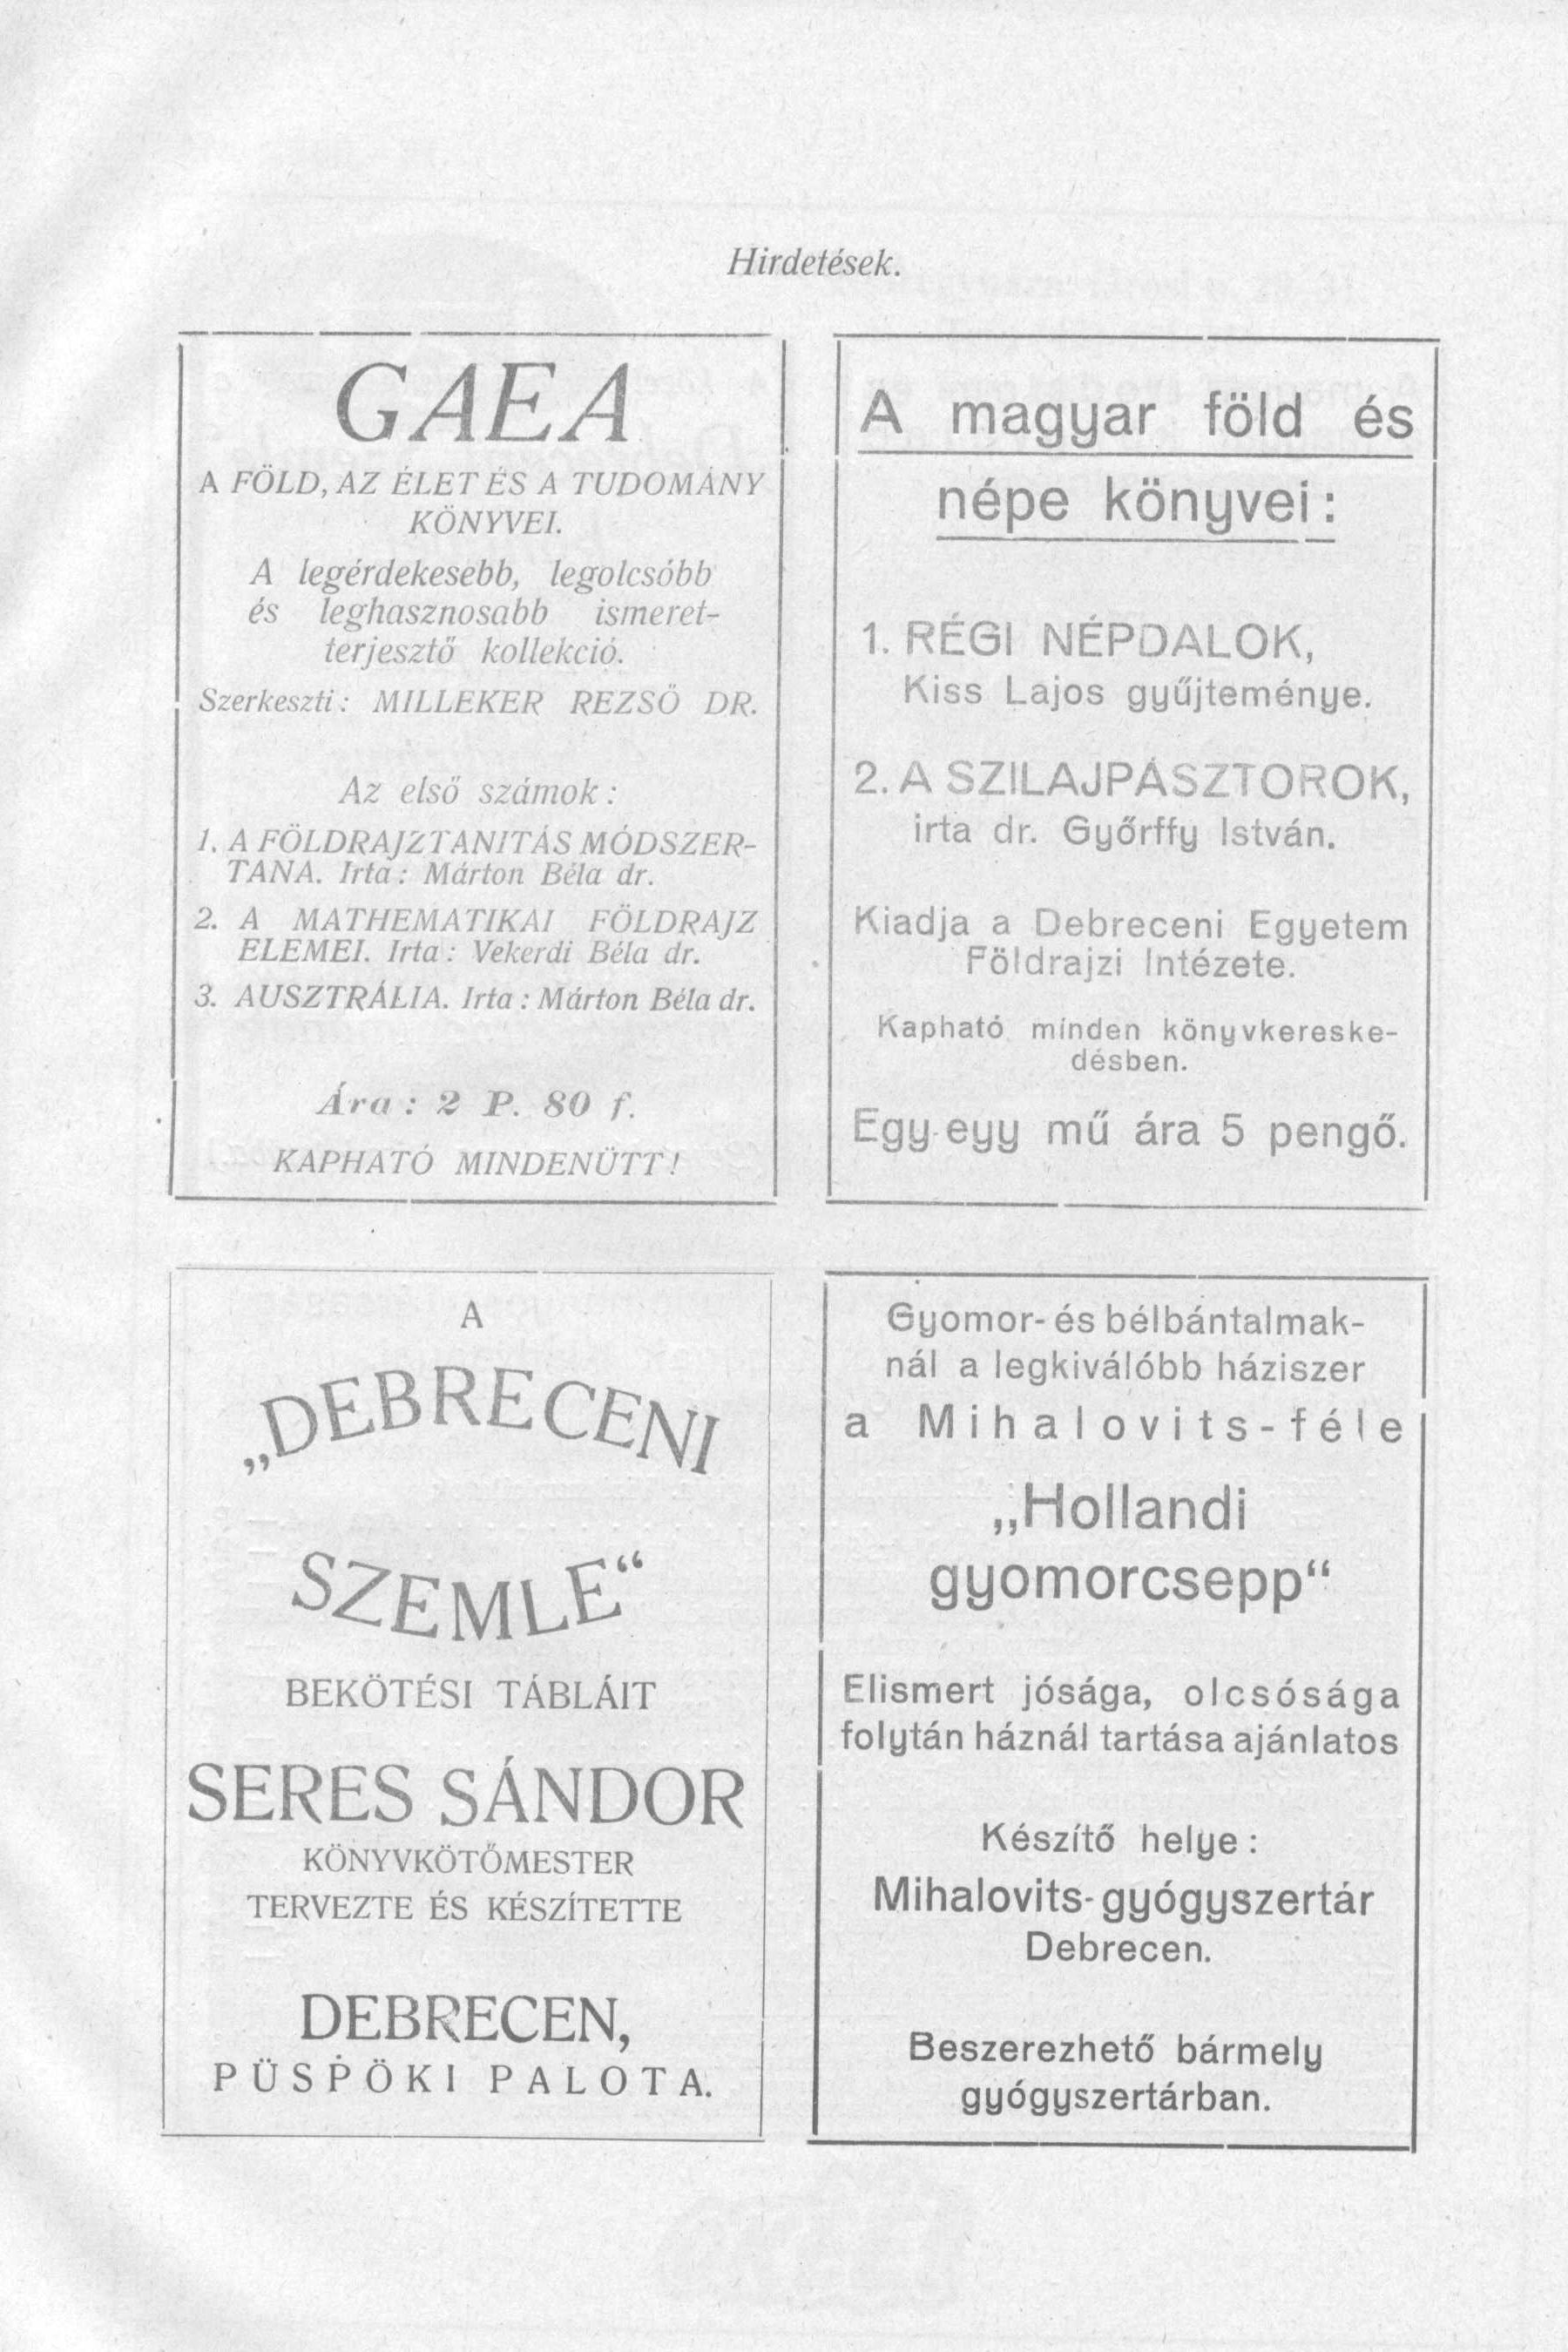 Hirdetések.
GAEA
A FÖLD, AZ ÉLET ÉS A TUDOMÁNY
KÖNYVEI.
A legérdekesebb, legolcsóbb
és leghasznosabb ismeret-
terjesztő kollekció.
Szerkeszti: MILLEKER REZSŐ DR.
Az első számok:
1. A FÖLDRAJZTANITÁS MÓDSZER-
TANA. Irta: Márton Béla dr.
2. A MATHEMATIKAI FÖLDRAJZ
ELEMEI. Irta: Vekerdi Béla dr.
3. AUSZTRÁLIA. Irta: Márton Béla dr.
Ára: 2 P. 80 f.
KAPHATÓ MINDENÜTT!
A magyar föld és
népe könyvei:
1. RÉGI NÉPDALOK,
Kiss Lajos gyűjteménye.
2. A SZILAJPÁSZTOROK,
irta dr. Győrffy István.
Kiadja a Debreceni Egyetem
Földrajzi Intézete.
Kapható minden könyvkereske-
désben.
Egy-eyy mű ára 5 pengő.
A
„DEBRECENI
SZEMLE“
BEKÖTÉSI TÁBLÁIT
SERES SÁNDOR
KÖNYVKÖTŐMESTER
TERVEZTE ÉS KÉSZÍTETTE
DEBRECEN,
PÜSPÖKI PALOTA.
Gyomor- és bélbántalmak-
nál a legkiválóbb háziszer
a Mihalovits-féle
„Hollandi
gyomorcsepp“
Elismert jósága, olcsósága
folytán háznál tartása ajánlatos
Készítő helye:
Mihalovits-gyógyszertár
Debrecen.
Beszerezhető bármely
gyógyszertárban.